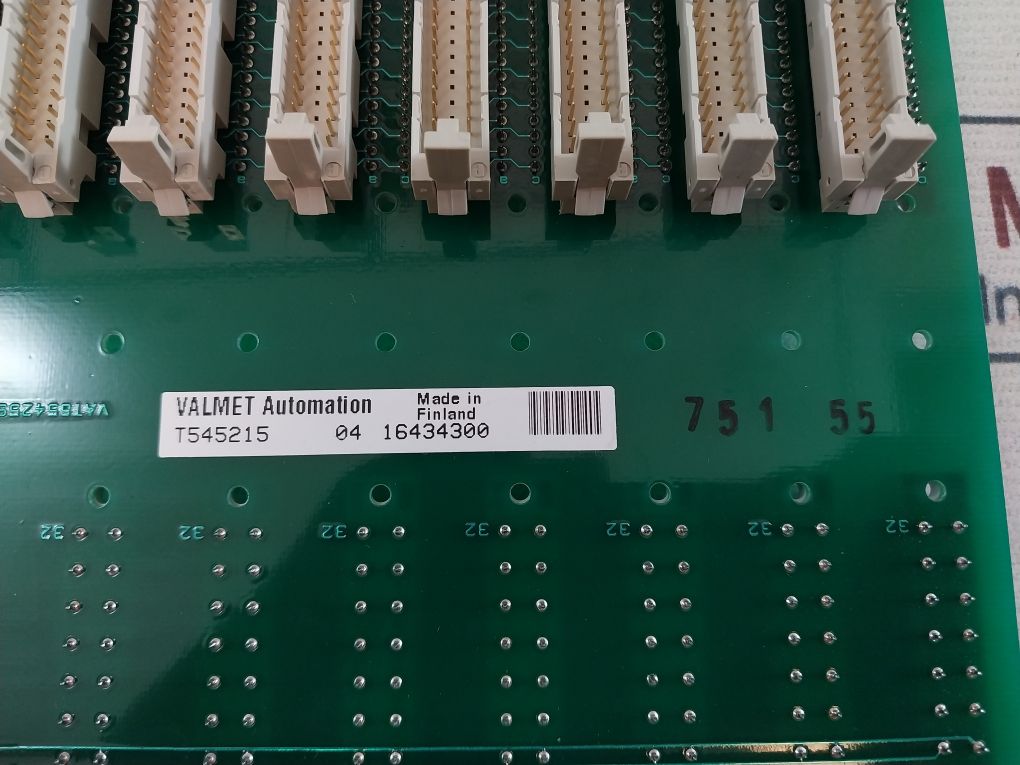 VALMET Automation Made in Finland
T545215 04 16434300
751 55
32 32 32 32 32 32 32